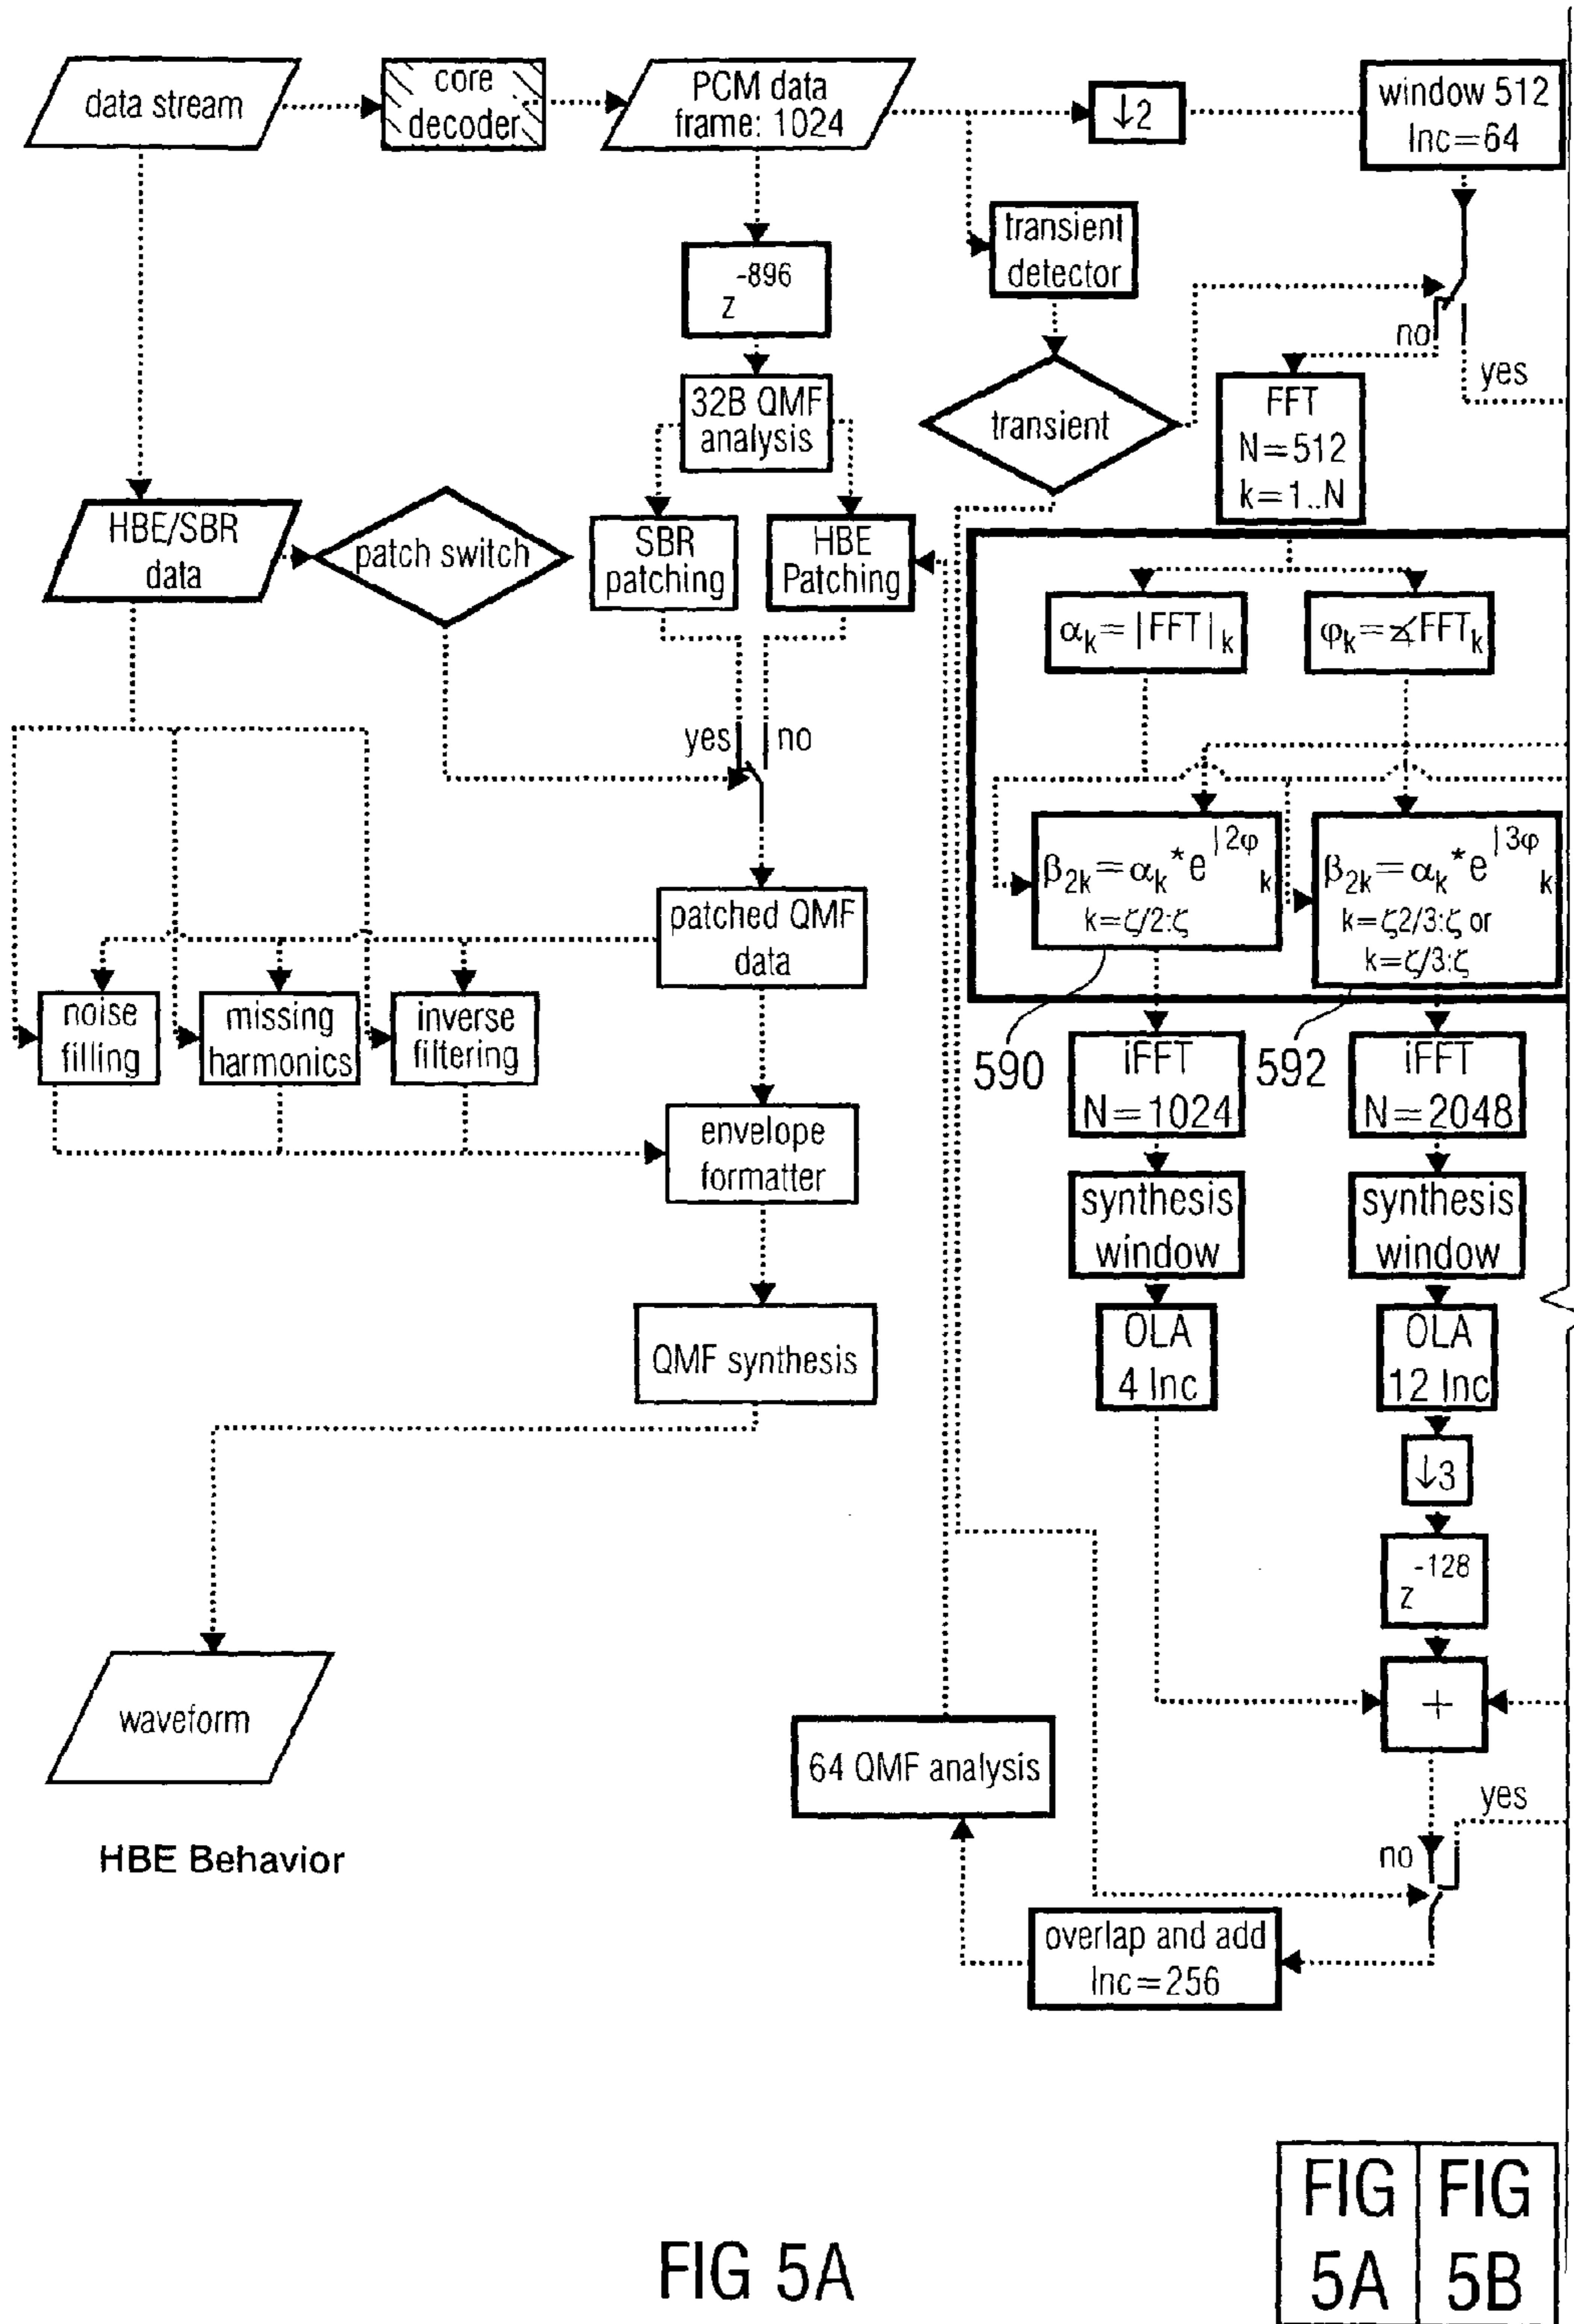 data stream
core
decoder
PCM data
frame: 1024
↓2
window 512
Inc=64
transient
detector
z^-896
no
yes
32B QMF
analysis
transient
FFT
N=512
k=1..N
HBE/SBR
data
patch switch
SBR
patching
HBE
Patching
α_k=|FFT|_k
φ_k=∡FFT_k
yes
no
β_2k=α_k*e^j2φ_k
k=ζ/2:ζ
β_2k=α_k*e^j3φ_k
k=ζ2/3:ζ or
k=ζ/3:ζ
patched QMF
data
noise
filling
missing
harmonics
inverse
filtering
590
iFFT
N=1024
592
iFFT
N=2048
envelope
formatter
synthesis
window
synthesis
window
QMF synthesis
OLA
4 Inc
OLA
12 Inc
↓3
z^-128
waveform
+
64 QMF analysis
yes
no
HBE Behavior
overlap and add
Inc=256
FIG 5A
FIG
5A
FIG
5B